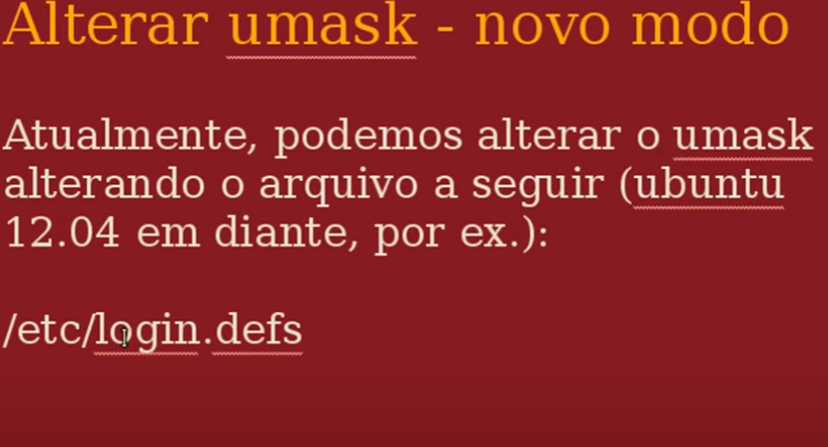 Alterar umask - novo modo
Atualmente, podemos alterar o umask
alterando o arquivo a seguir (ubuntu
12.04 em diante, por ex.):
/etc/login.defs